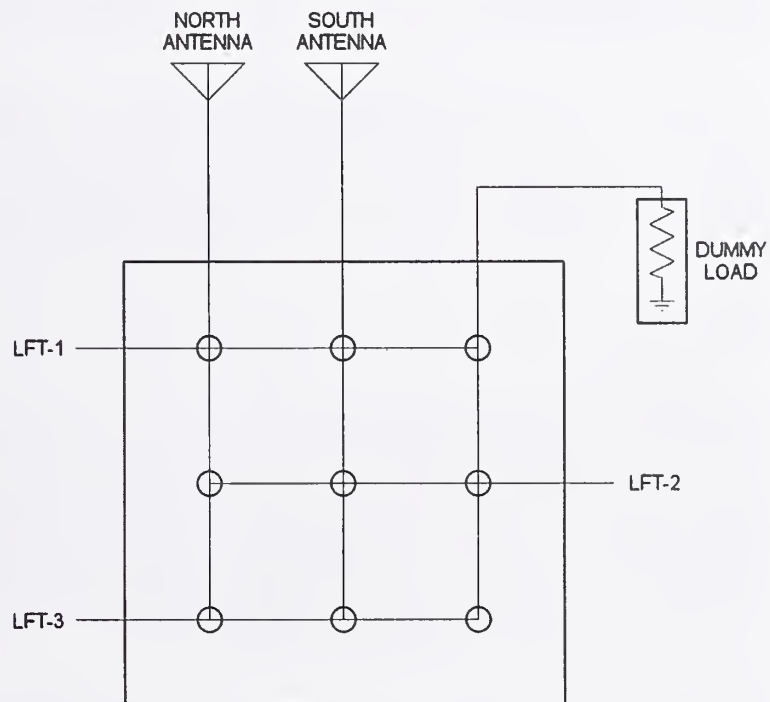 NORTH
ANTENNA
SOUTH
ANTENNA
DUMMY
LOAD
LFT-1
LFT-2
LFT-3